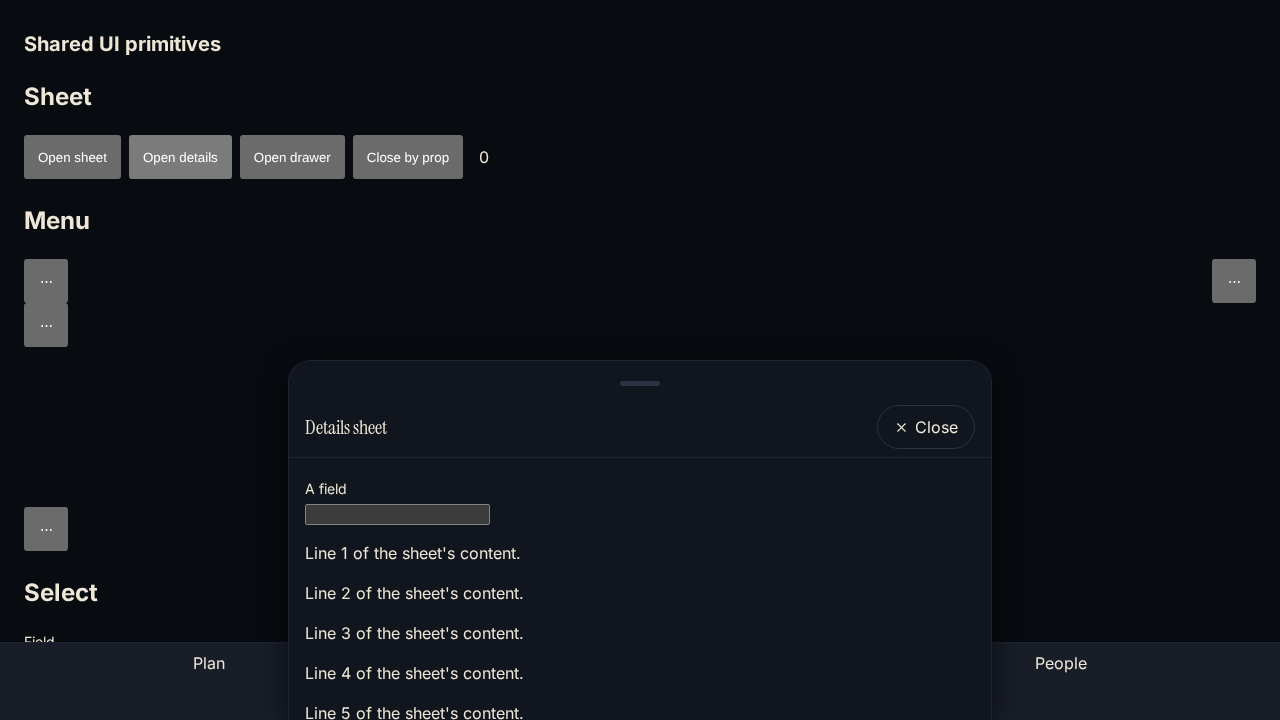 Shared UI primitives
Sheet
Open sheet Open details Open drawer Close by prop 0
Menu
... ...
...
Details sheet × Close
A field
...
Line 1 of the sheet's content.
Line 2 of the sheet's content.
Select
Line 3 of the sheet's content.
Field
Plan Line 4 of the sheet's content. People
Line 5 of the sheet's content.